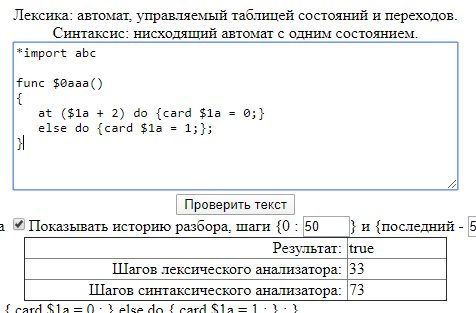 Лексика: автомат, управляемый таблицей состояний и переходов.
Синтаксис: нисходящий автомат с одним состоянием.
*import abc
func $0aaa()
{
at ($1a + 2) do {card $1a = 0;}
else do {card $1a = 1;};
}
Проверить текст
а Показывать историю разбора, шаги {0 : 50 } и {последний - 5
Результат: true
Шагов лексического анализатора: 33
Шагов синтаксического анализатора: 73
{ card $1a = 0 ; } else do { card $1a = 1 ; } ; }